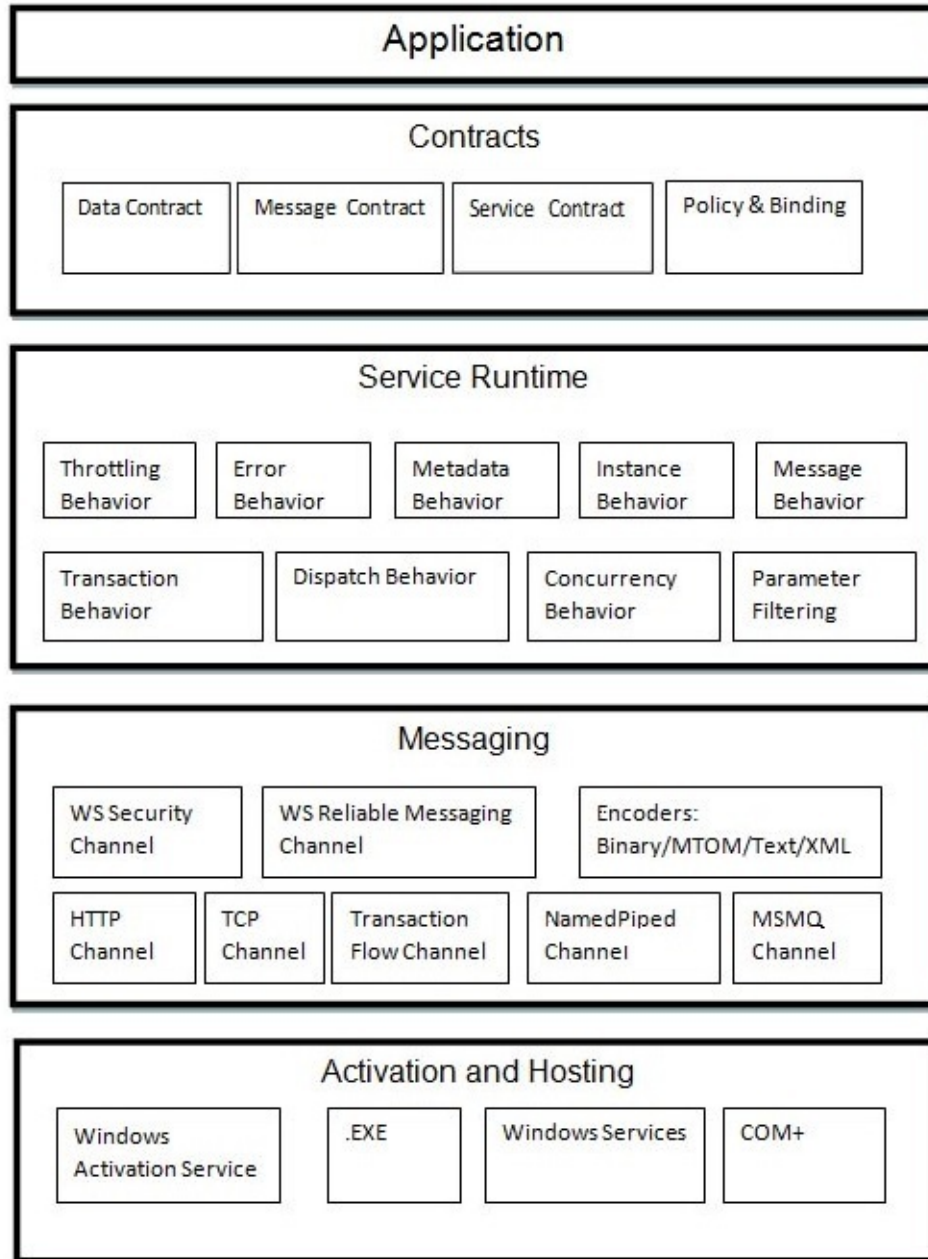 Application
Contracts
Data Contract
Message Contract
Service Contract
Policy & Binding
Service Runtime
Throttling
Behavior
Error
Behavior
Metadata
Behavior
Instance
Behavior
Message
Behavior
Transaction
Behavior
Dispatch Behavior
Concurrency
Behavior
Parameter
Filtering
Messaging
WS Security
Channel
WS Reliable Messaging
Channel
Encoders:
Binary/MTOM/Text/XML
HTTP
Channel
TCP
Channel
Transaction
Flow Channel
NamedPiped
Channel
MSMQ
Channel
Activation and Hosting
Windows
Activation Service
.EXE
Windows Services
COM+